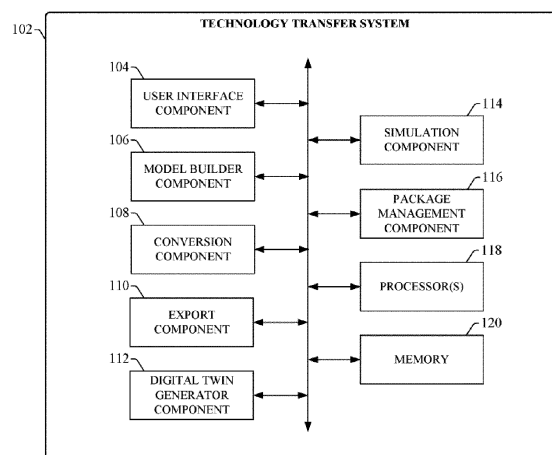 TECHNOLOGY TRANSFER SYSTEM
102
104
USER INTERFACE
COMPONENT
106
MODEL BUILDER
COMPONENT
108
CONVERSION
COMPONENT
110
EXPORT
COMPONENT
112
DIGITAL TWIN
GENERATOR
COMPONENT
114
SIMULATION
COMPONENT
116
PACKAGE
MANAGEMENT
COMPONENT
118
PROCESSOR(S)
120
MEMORY